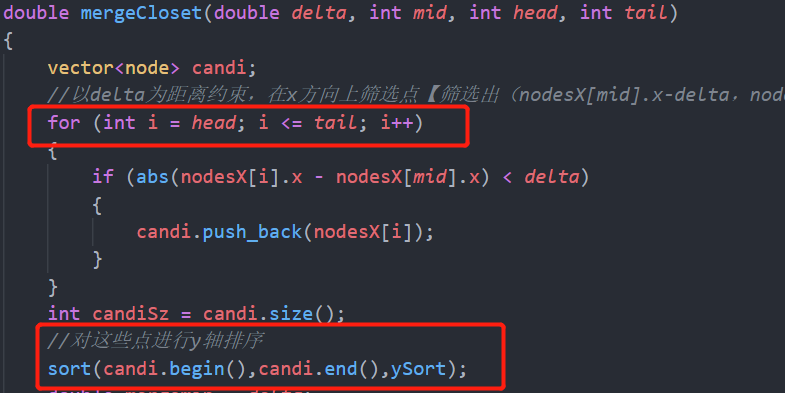 double mergeCloset(double delta, int mid, int head, int tail)
{
vector<node> candi;
//以delta为距离约束，在x方向上筛选点【筛选出（nodesX[mid].x-delta，nod
for (int i = head; i <= tail; i++)
{
if (abs(nodesX[i].x - nodesX[mid].x) < delta)
{
candi.push_back(nodesX[i]);
}
}
int candiSz = candi.size();
//对这些点进行y轴排序
sort(candi.begin(),candi.end(),ySort);